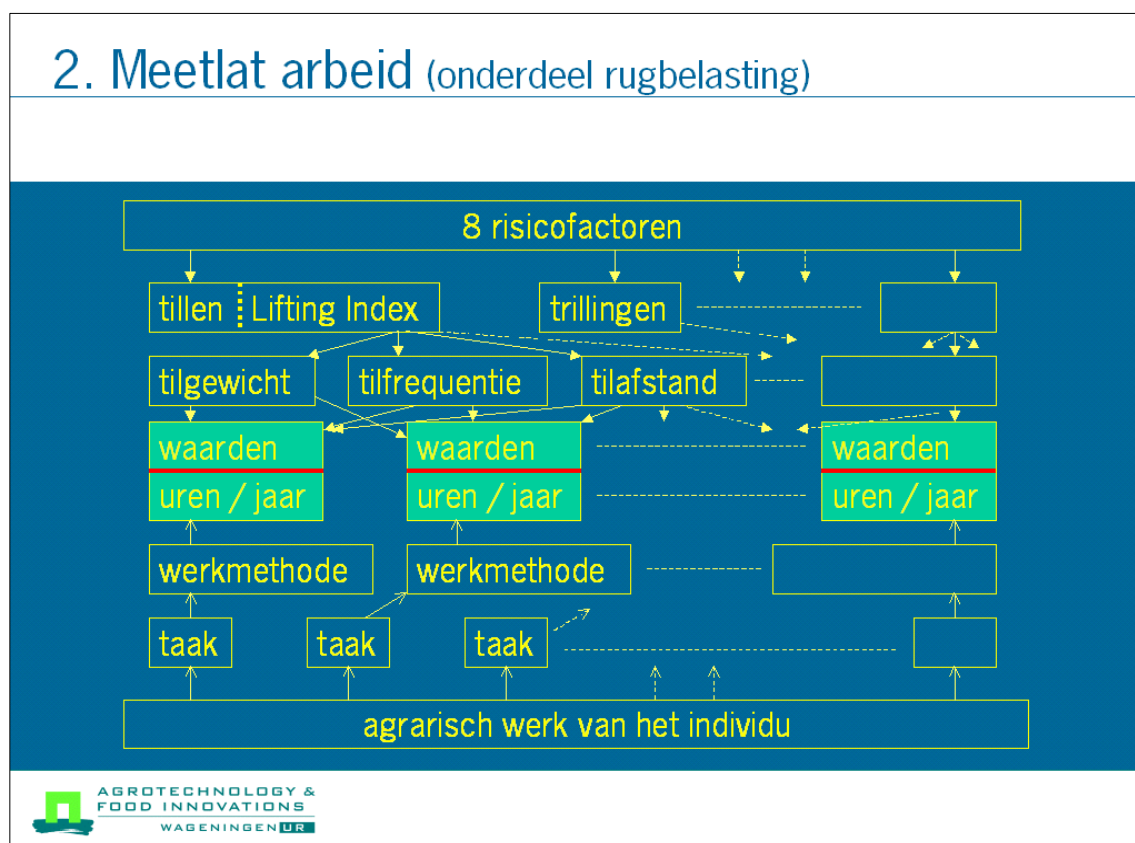 2. Meetlat arbeid (onderdeel rugbelasting)
8 risicofactoren
tillen Lifting Index trillingen
tilgewicht tilfrequentie tilafstand
waarden waarden waarden
uren / jaar uren / jaar uren / jaar
werkmethode werkmethode
taak taak taak
agrarisch werk van het individu
AGROTECHNOLOGY &
FOOD INNOVATIONS
WAGENINGEN UR